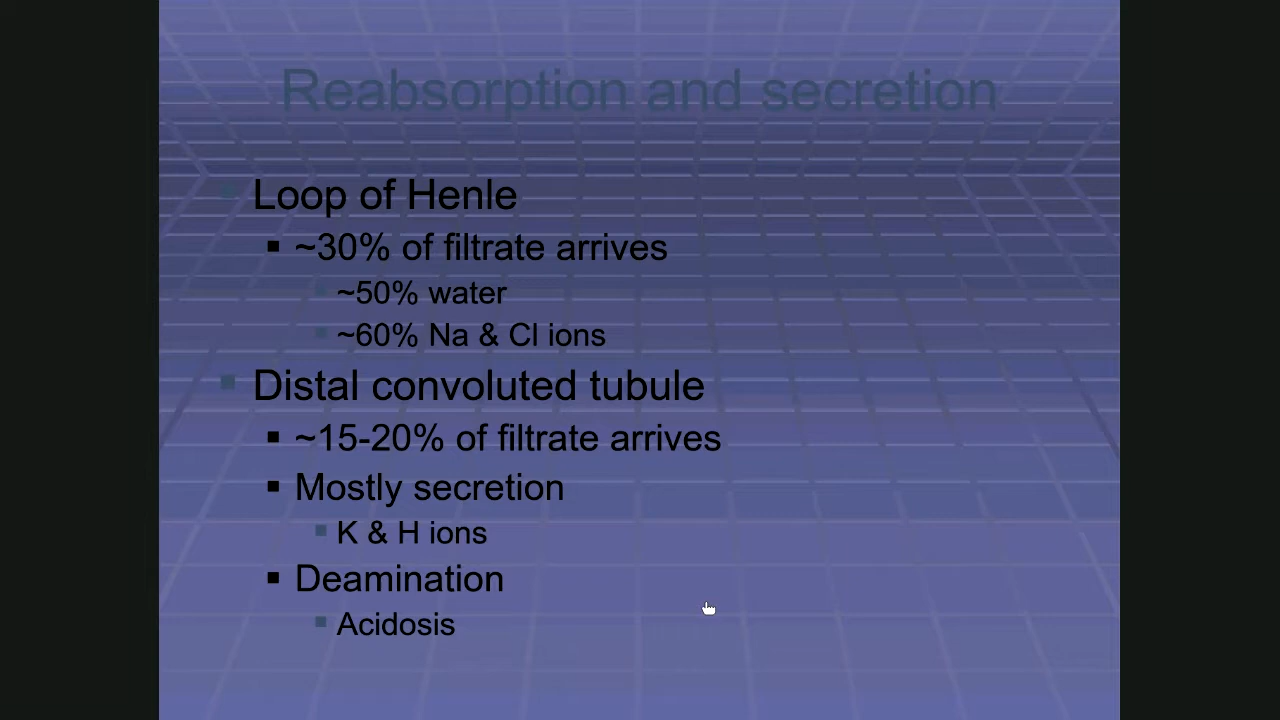 Reabsorption and secretion
Loop of Henle
~30% of filtrate arrives
~50% water
~60% Na & Cl ions
Distal convoluted tubule
~15-20% of filtrate arrives
Mostly secretion
K & H ions
Deamination
Acidosis